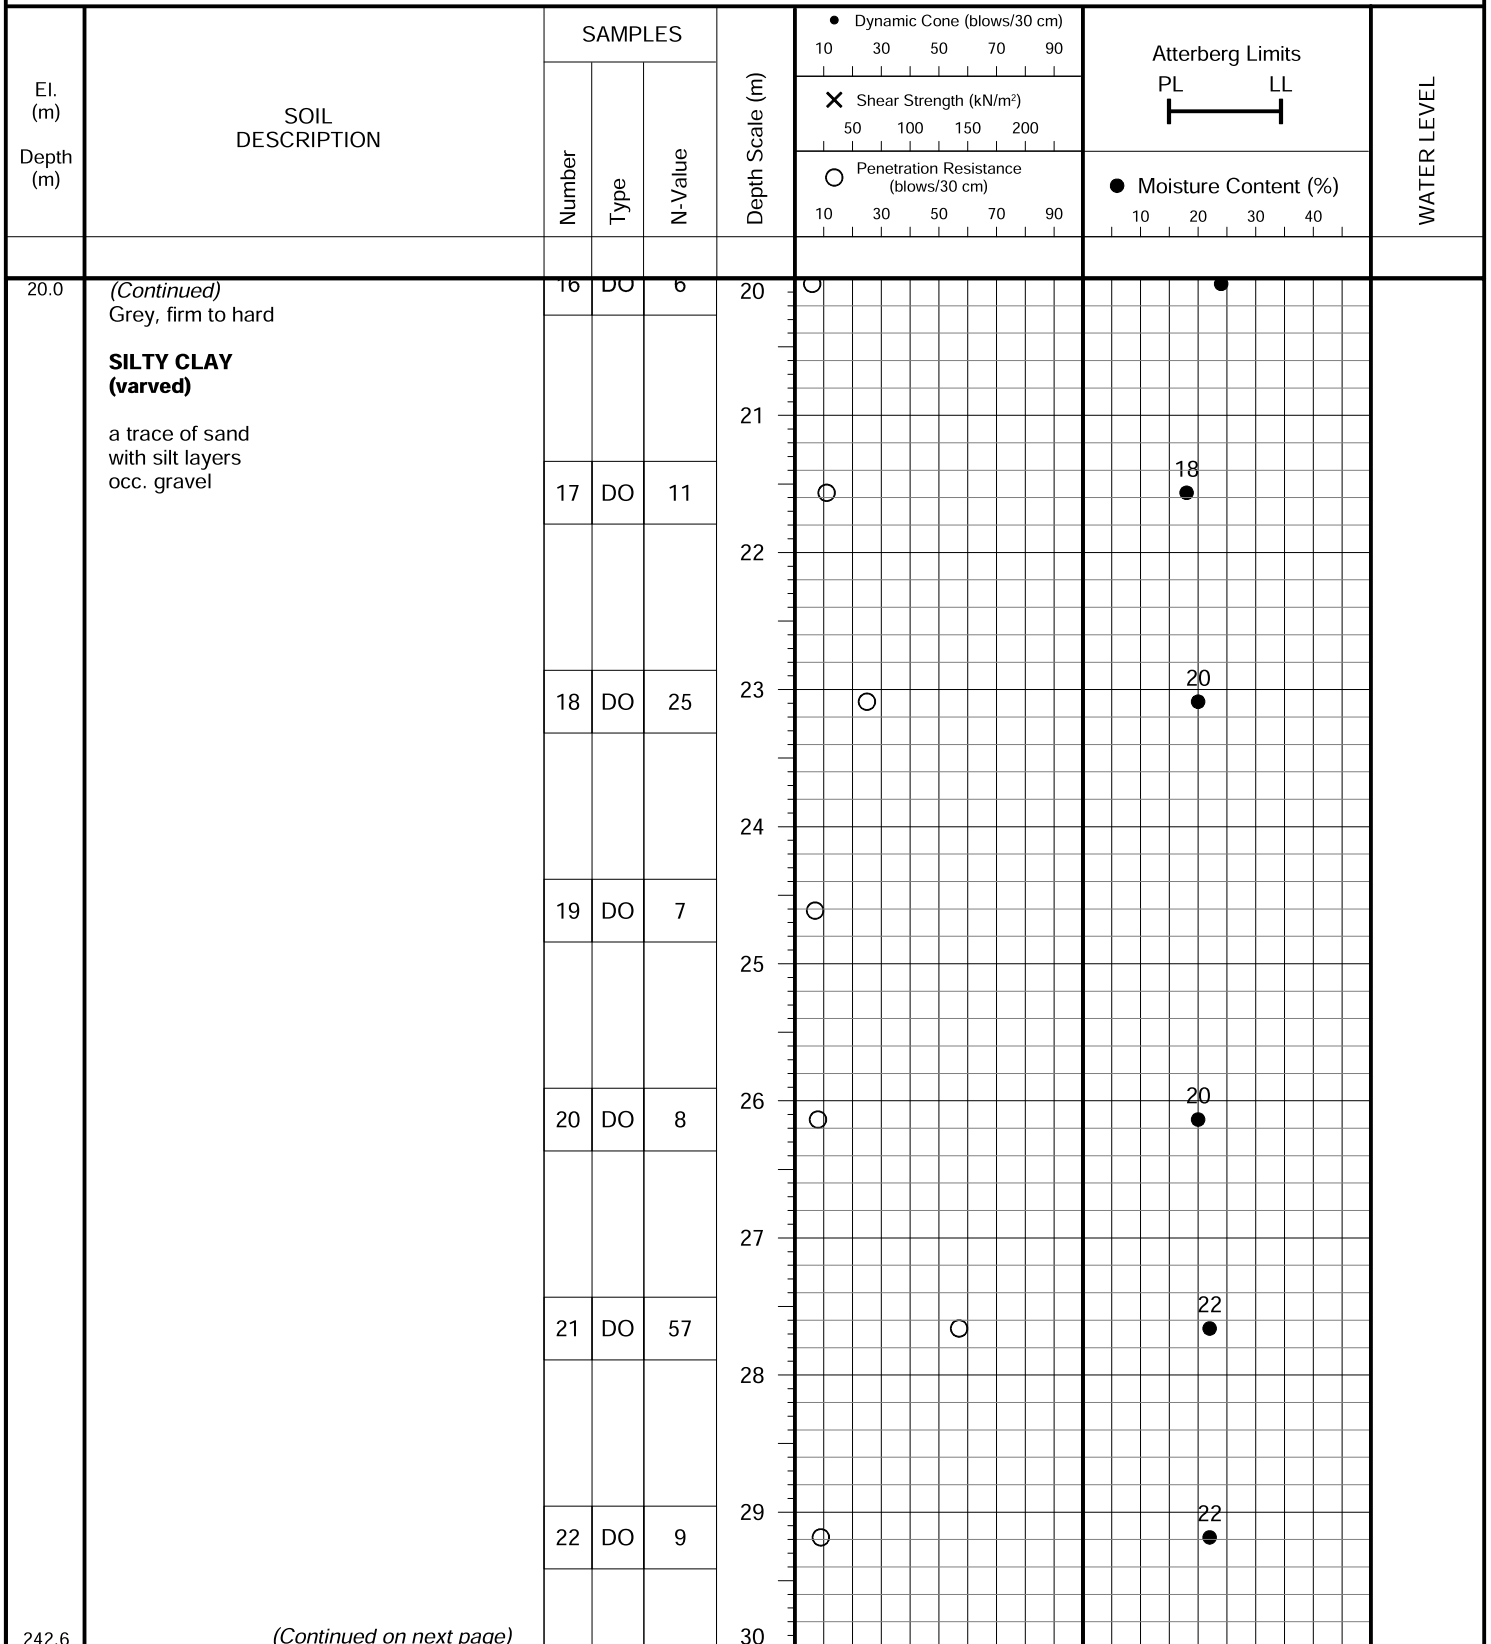 El.
(m)
Depth
(m)
SOIL
DESCRIPTION
SAMPLES
Number
Type
N-Value
Depth Scale (m)
Dynamic Cone (blows/30 cm)
10 30 50 70 90
Shear Strength (kN/m²)
50 100 150 200
Penetration Resistance
(blows/30 cm)
10 30 50 70 90
Atterberg Limits
PL LL
Moisture Content (%)
10 20 30 40
WATER LEVEL
20.0
(Continued)
Grey, firm to hard
SILTY CLAY
(varved)
a trace of sand
with silt layers
occ. gravel
16 DO 6
20
21
18
17 DO 11
22
20
23
18 DO 25
24
19 DO 7
25
20
26
20 DO 8
27
22
21 DO 57
28
22
29
22 DO 9
242.6
(Continued on next page)
30